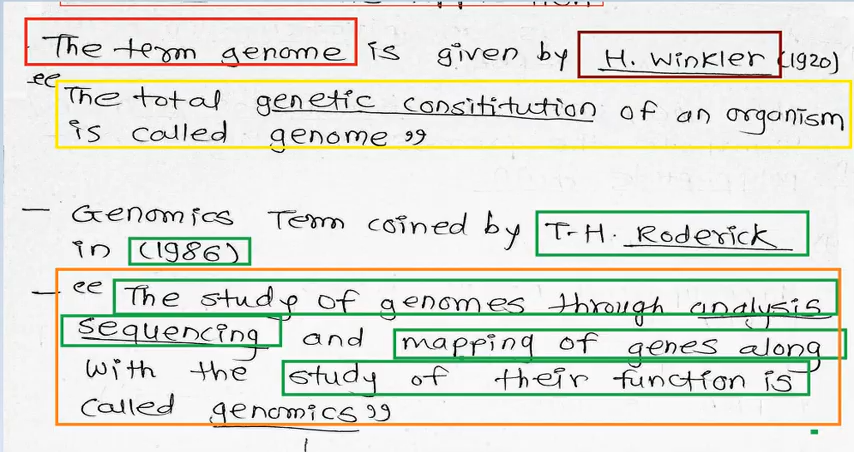 The term genome is given by H. Winkler (1920)
"The total genetic consititution of an organism
is called genome"
– Genomics Term coined by T.H. Roderick
in (1986)
– "The study of genomes through analysis
sequencing and mapping of genes along
with the study of their function is
called genomics"